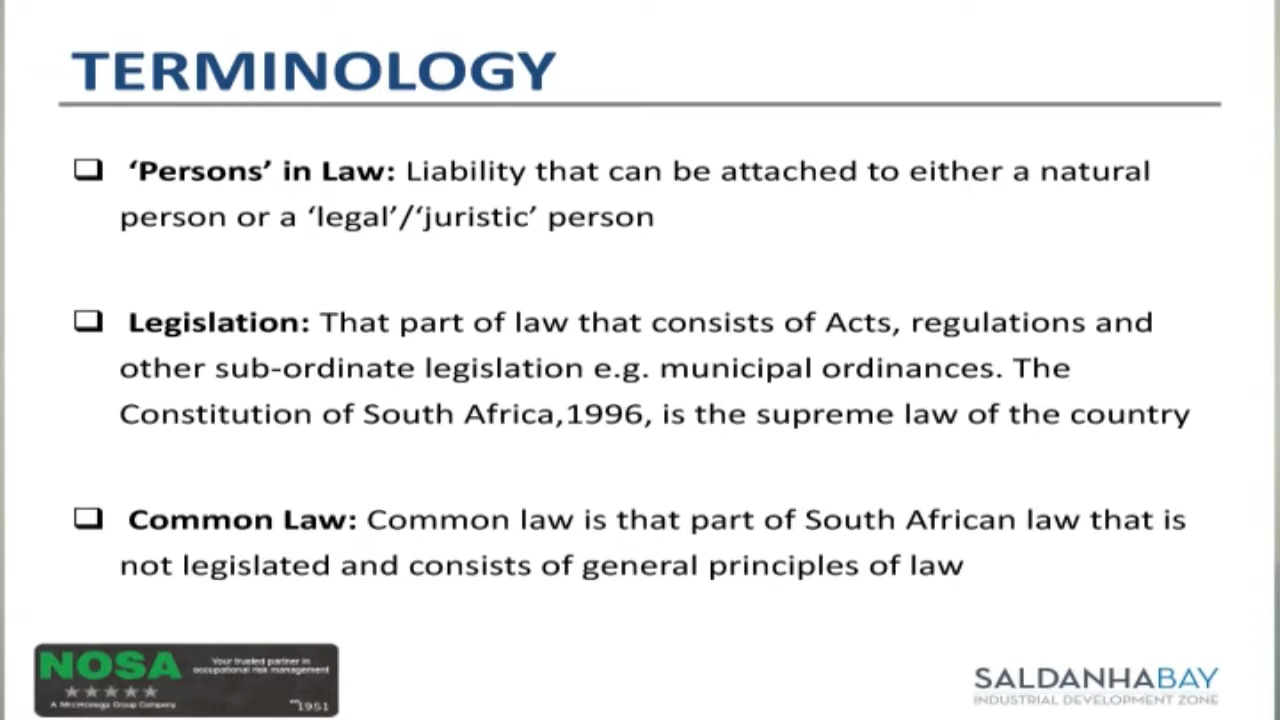 TERMINOLOGY
‘Persons’ in Law: Liability that can be attached to either a natural
person or a ‘legal’/‘juristic’ person
Legislation: That part of law that consists of Acts, regulations and
other sub-ordinate legislation e.g. municipal ordinances. The
Constitution of South Africa,1996, is the supreme law of the country
Common Law: Common law is that part of South African law that is
not legislated and consists of general principles of law
NOSA
Your trusted partner in
occupational risk management
A MICROmega Group Company
1951
SALDANHABAY
INDUSTRIAL DEVELOPMENT ZONE